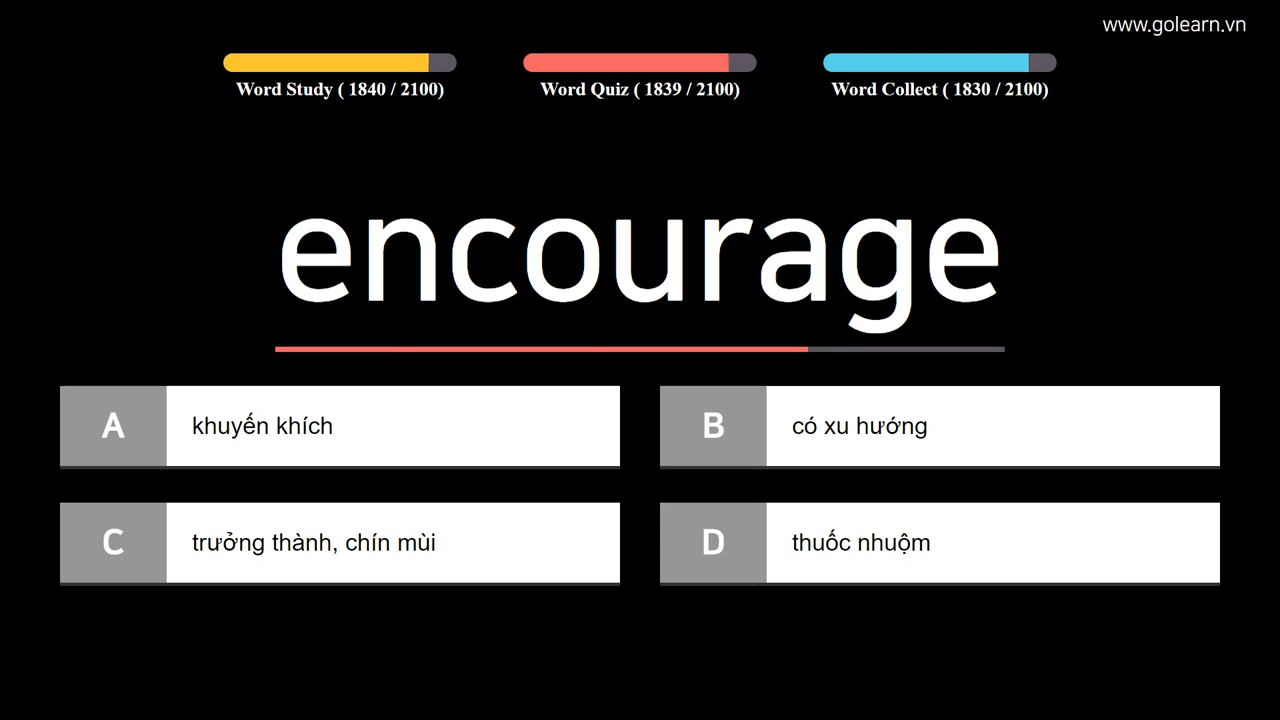 www.golearn.vn
Word Study ( 1840 / 2100)
Word Quiz ( 1839 / 2100)
Word Collect ( 1830 / 2100)
encourage
A khuyến khích
B có xu hướng
C trưởng thành, chín mùi
D thuốc nhuộm